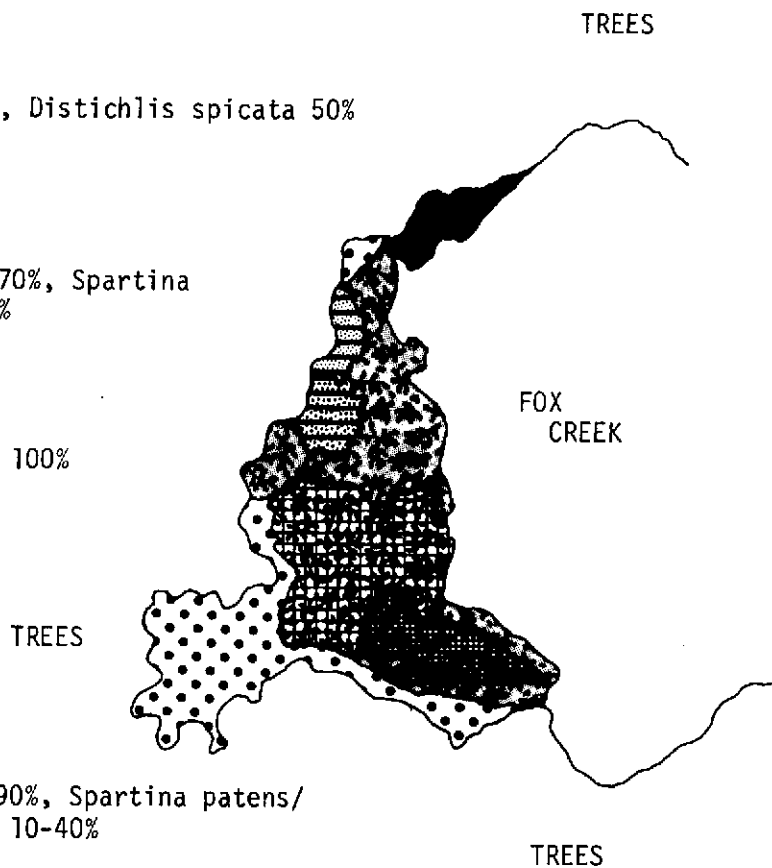 TREES
, Distichlis spicata 50%
70%, Spartina
%
FOX
CREEK
100%
TREES
90%, Spartina patens/
10-40%
TREES